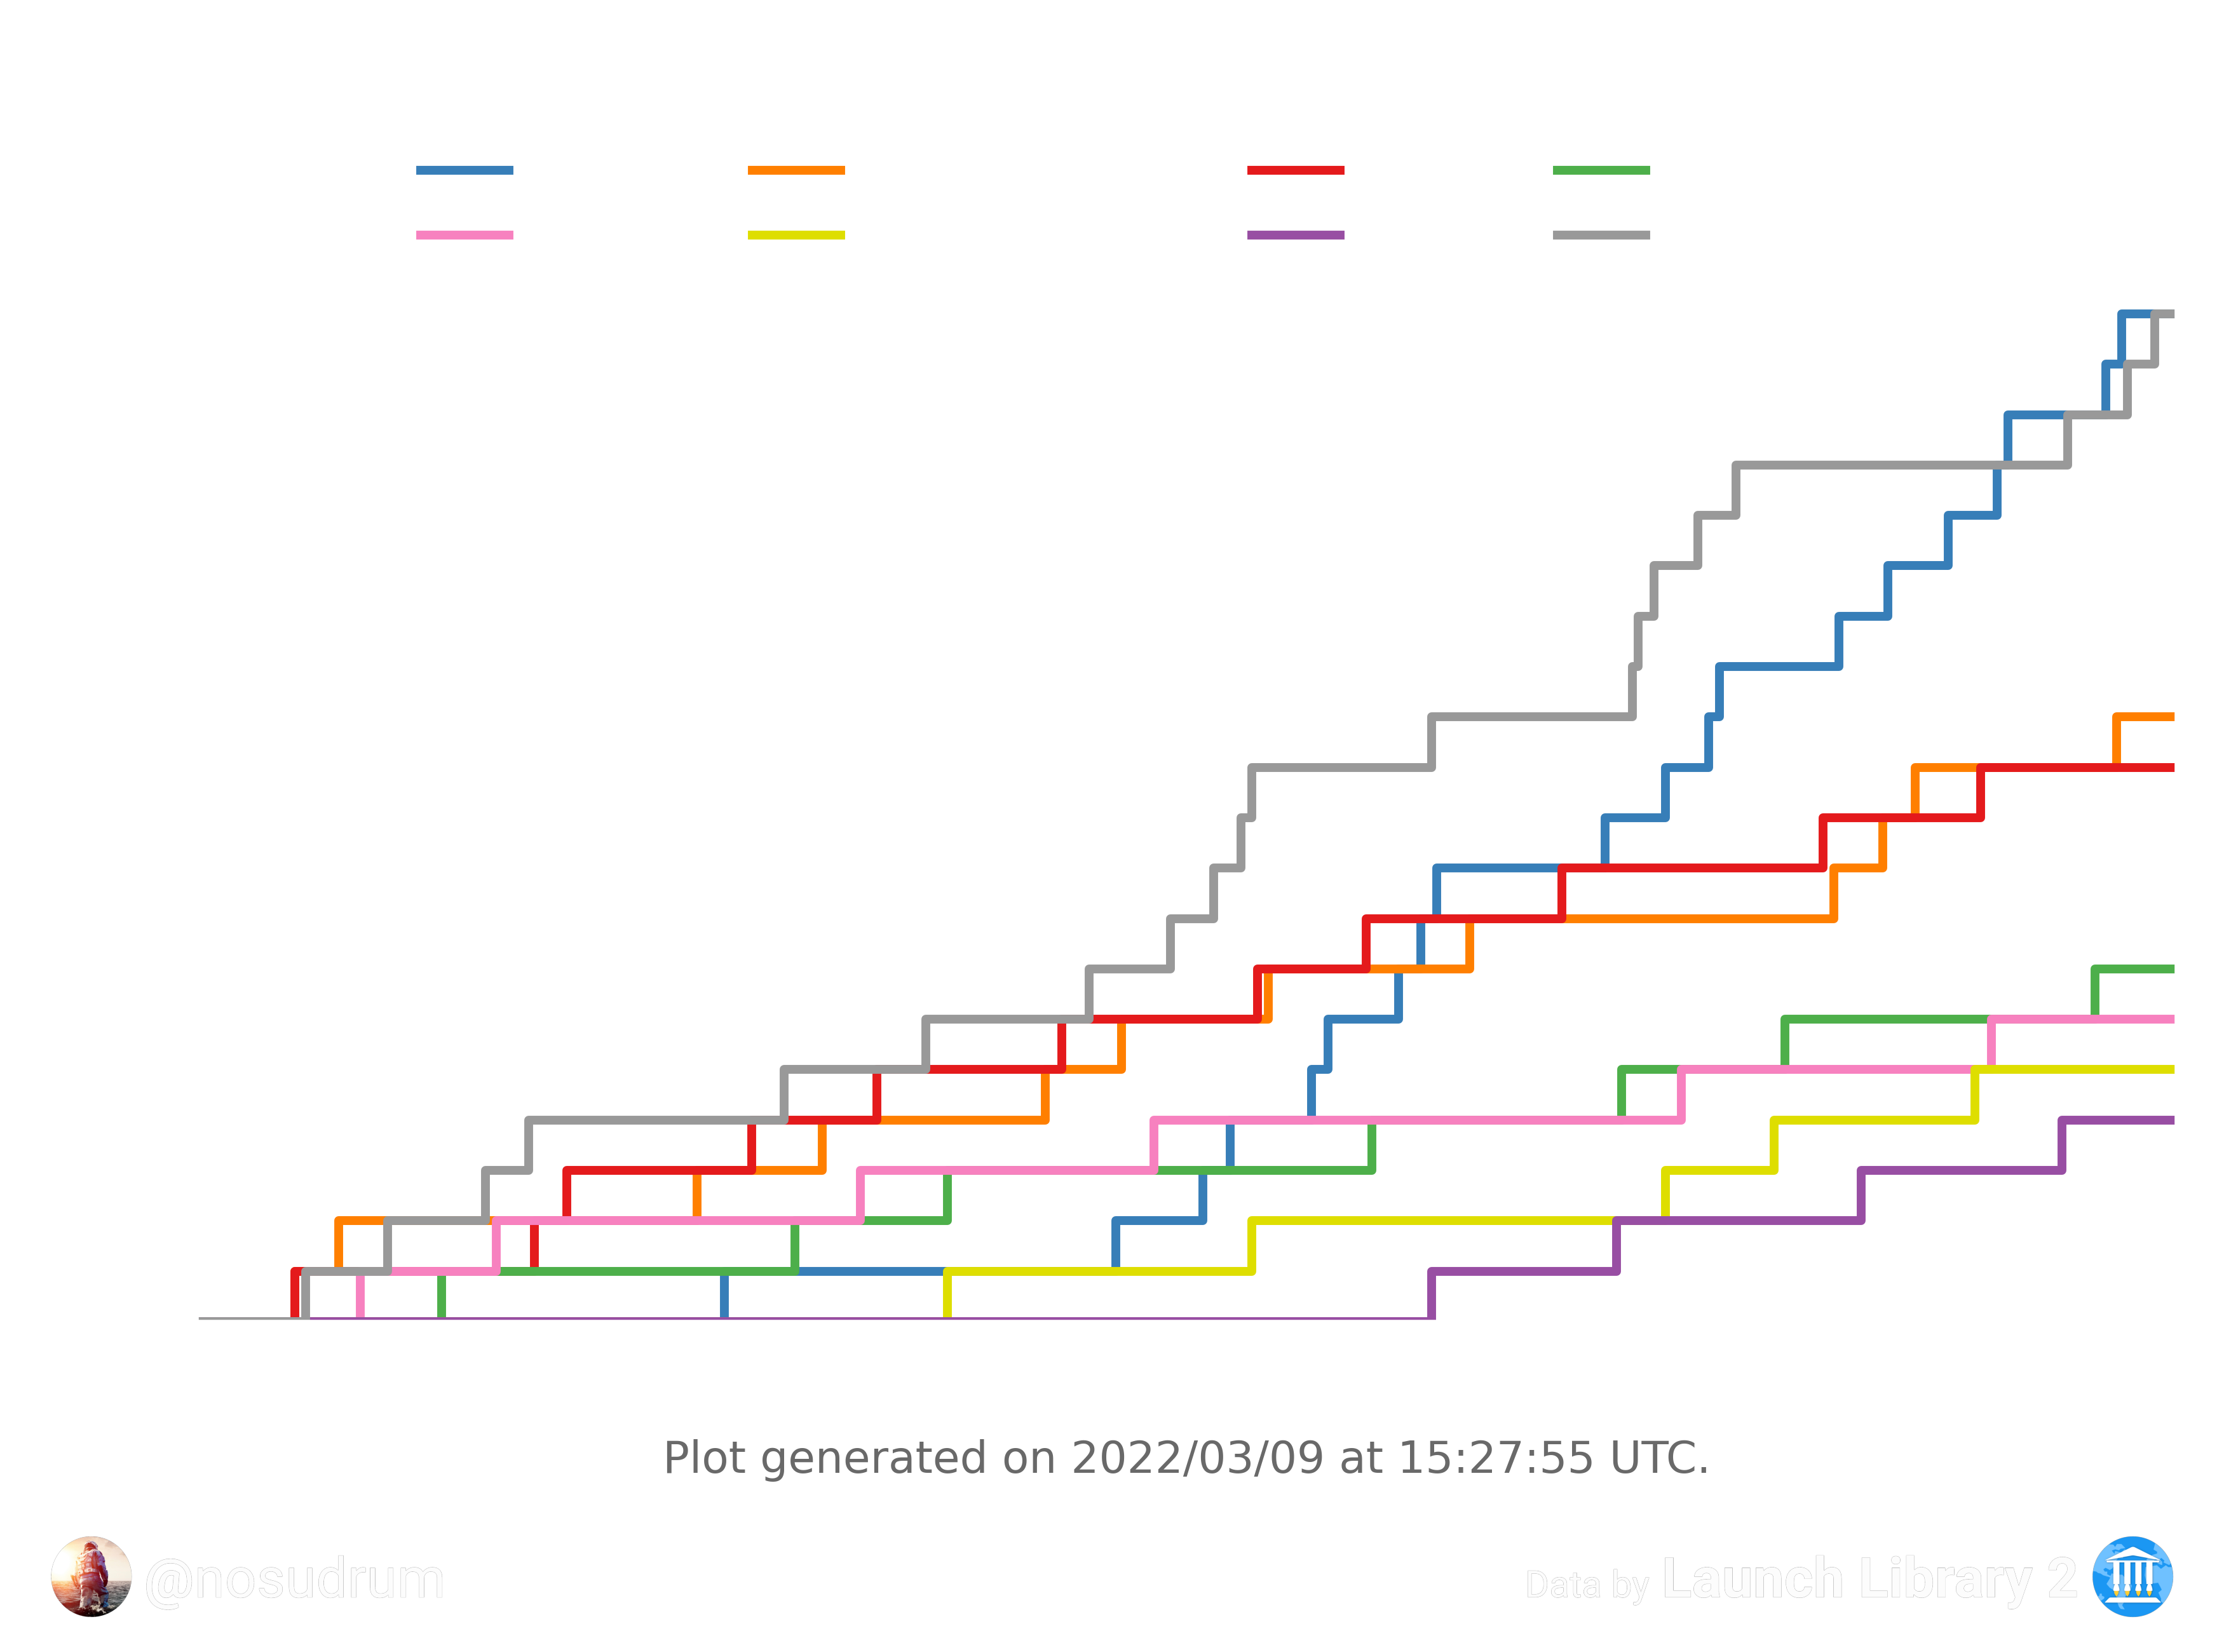 Plot generated on 2022/03/09 at 15:27:55 UTC.
@nosudrum
Data by Launch Library 2